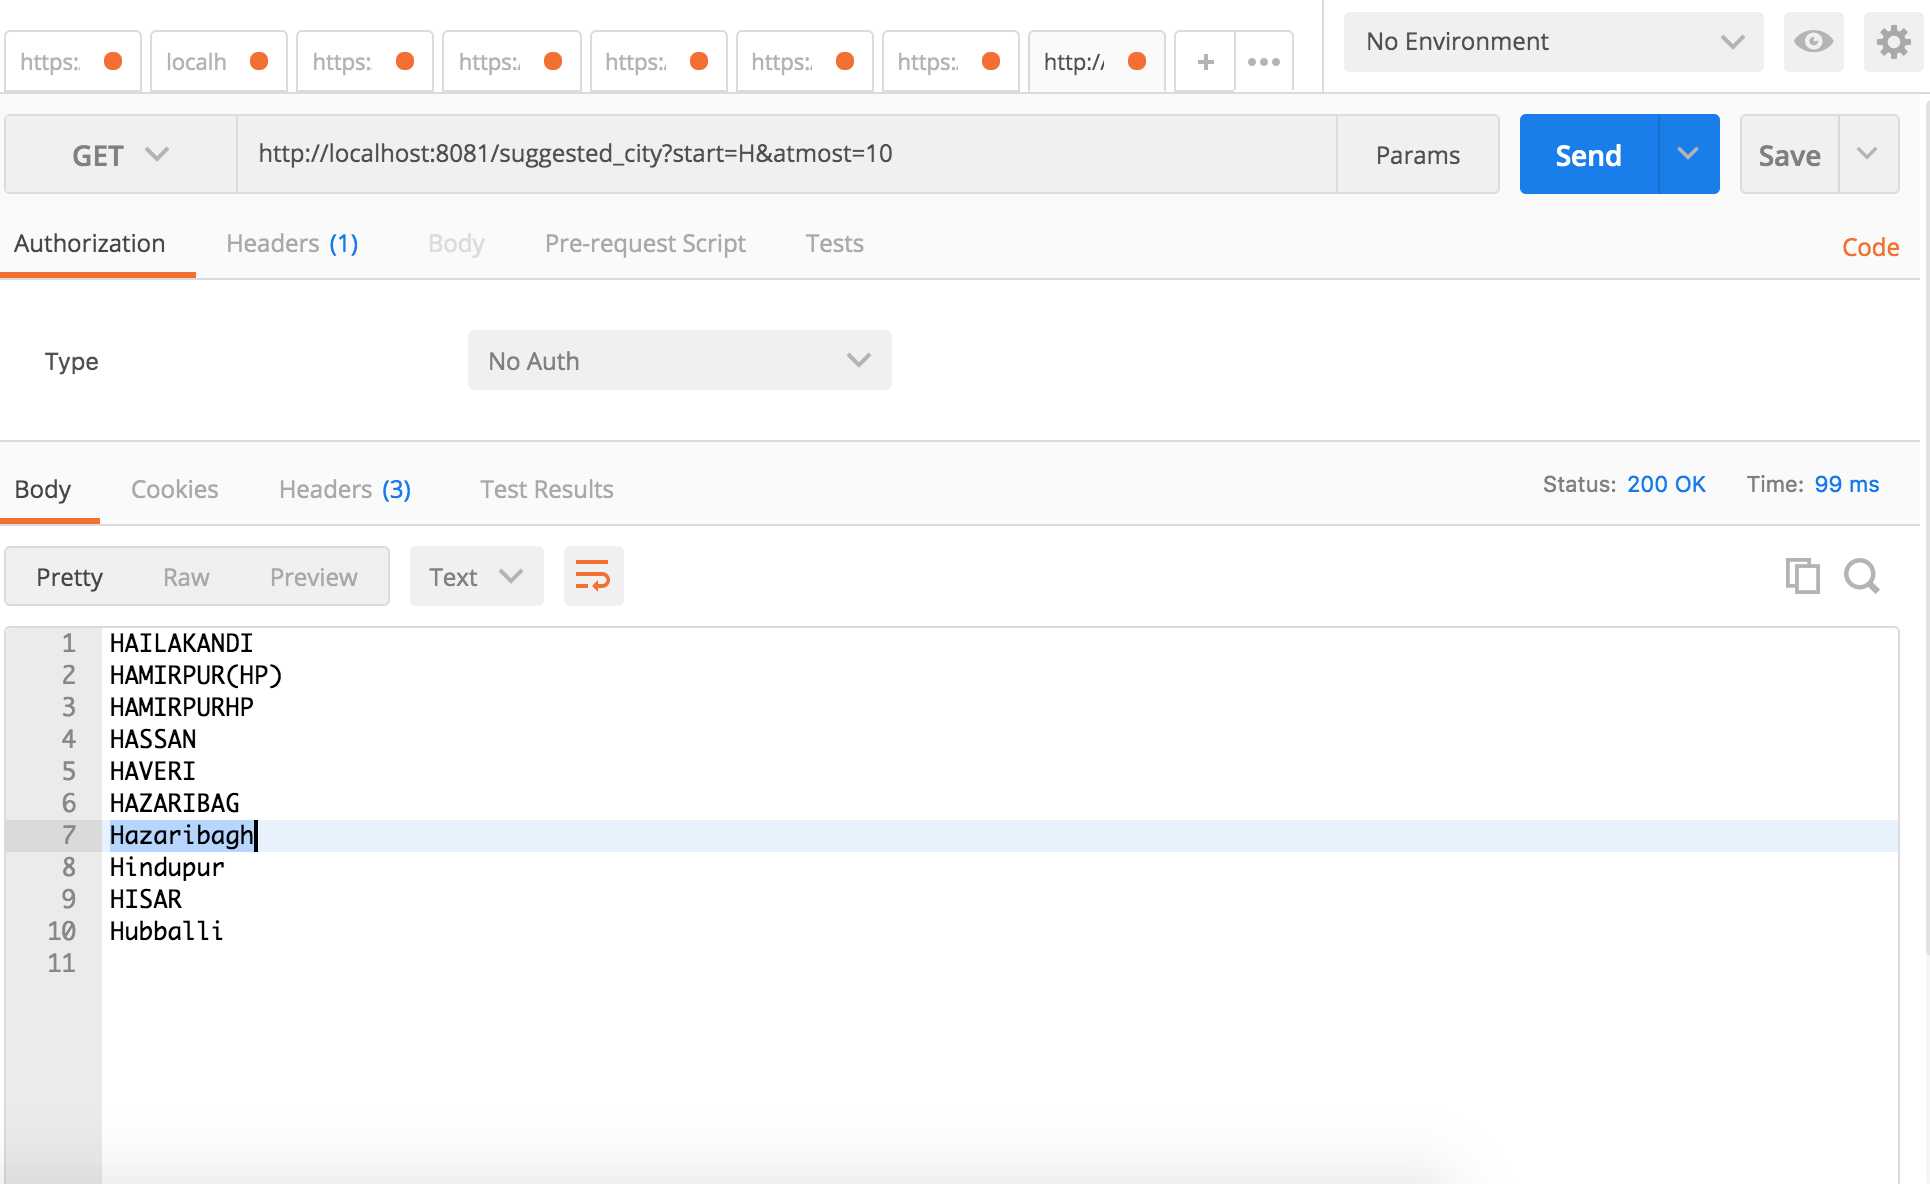 https:
localh
https:
https:/
https:/
https:/
https:/
http:/
+
No Environment
GET
http://localhost:8081/suggested_city?start=H&atmost=10
Params
Send
Save
Authorization
Headers (1)
Body
Pre-request Script
Tests
Code
Type
No Auth
Body
Cookies
Headers (3)
Test Results
Status: 200 OK
Time: 99 ms
Pretty
Raw
Preview
Text
1 HAILAKANDI
2 HAMIRPUR(HP)
3 HAMIRPURHP
4 HASSAN
5 HAVERI
6 HAZARIBAG
7 Hazaribagh
8 Hindupur
9 HISAR
10 Hubballi
11